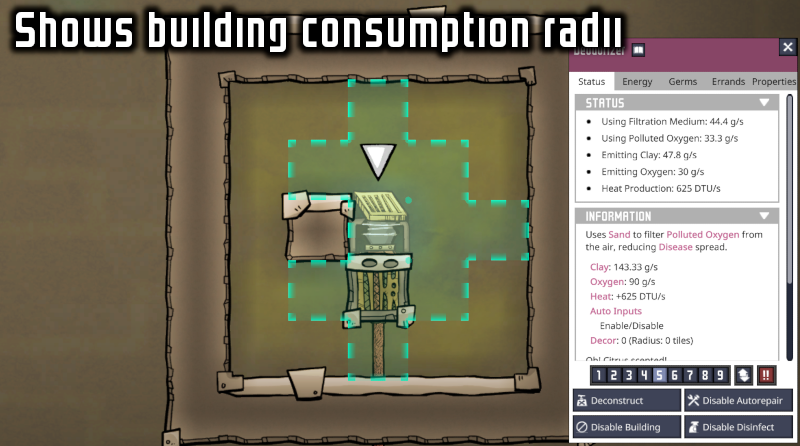 Shows building consumption radii
Deodorizer
Status Energy Germs Errands Properties
STATUS
• Using Filtration Medium: 44.4 g/s
• Using Polluted Oxygen: 33.3 g/s
• Emitting Clay: 47.8 g/s
• Emitting Oxygen: 30 g/s
• Heat Production: 625 DTU/s
INFORMATION
Uses Sand to filter Polluted Oxygen from
the air, reducing Disease spread.
Clay: 143.33 g/s
Oxygen: 90 g/s
Heat: +625 DTU/s
Auto Inputs
Enable/Disable
Decor: 0 (Radius: 0 tiles)
Oh! Citrus scented!
1 2 3 4 5 6 7 8 9 !!
Deconstruct Disable Autorepair
Disable Building Disable Disinfect